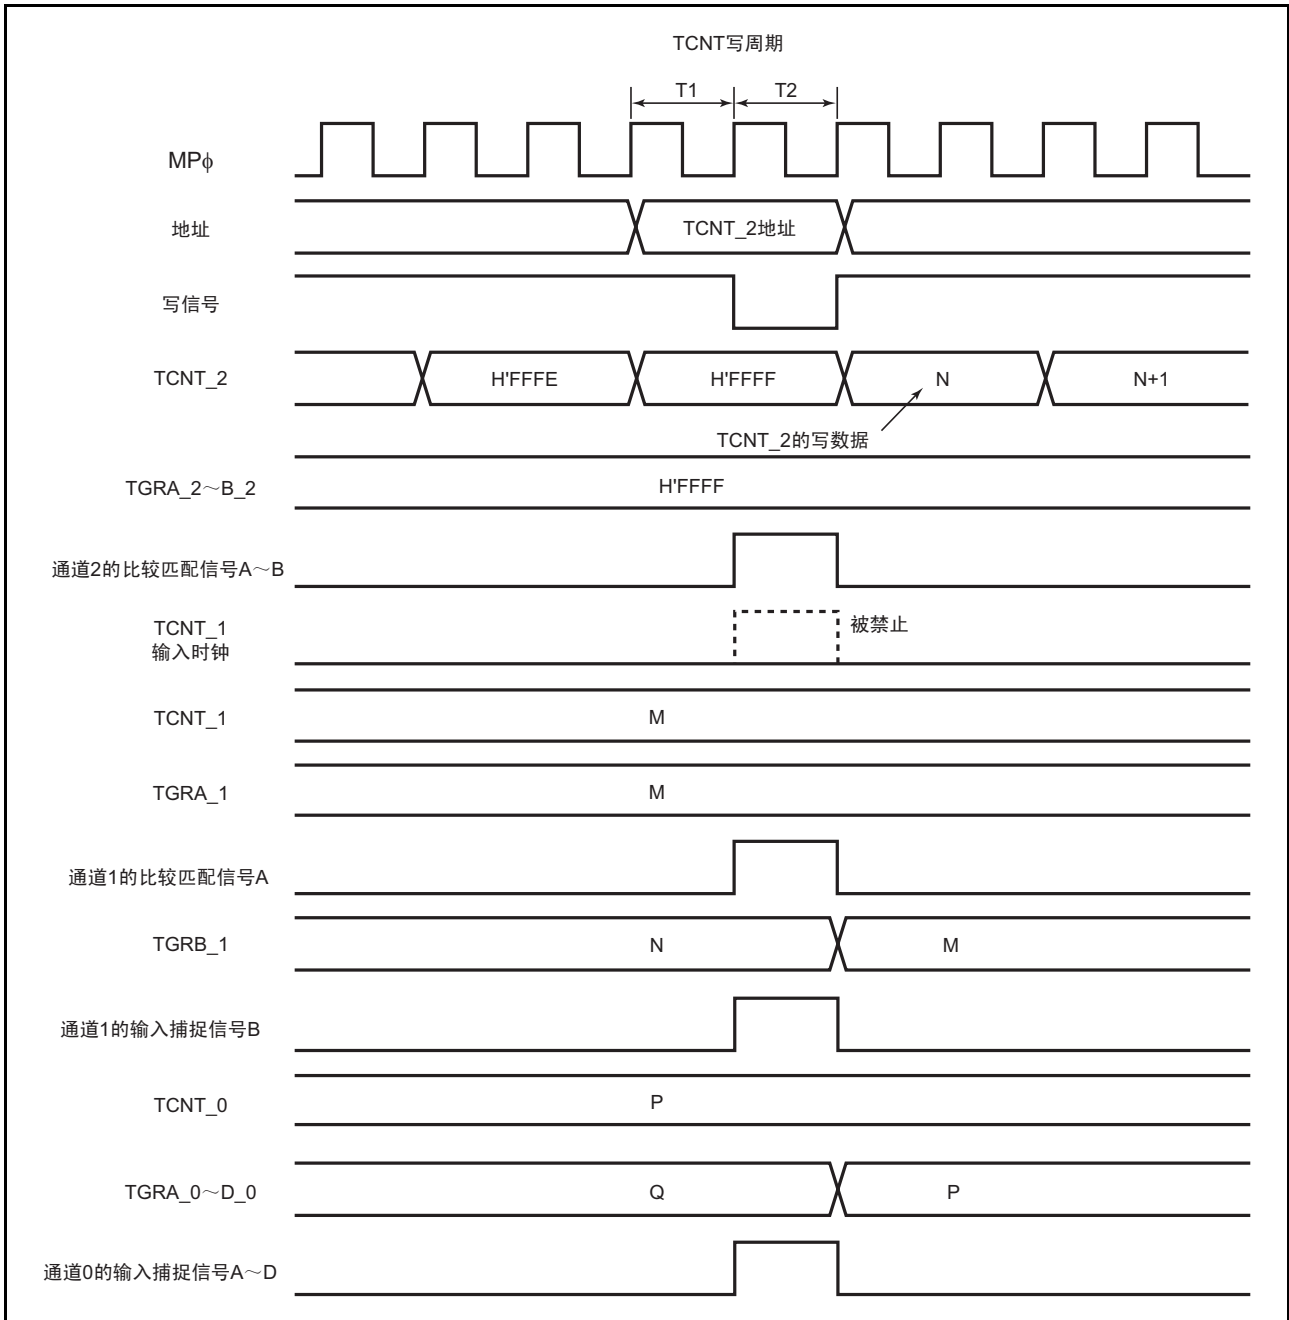 TCNT写周期
T1 T2
MPϕ
地址 TCNT_2地址
写信号
TCNT_2 H'FFFE H'FFFF N N+1
TCNT_2的写数据
TGRA_2～B_2 H'FFFF
通道2的比较匹配信号A～B
TCNT_1 被禁止
输入时钟
TCNT_1 M
TGRA_1 M
通道1的比较匹配信号A
TGRB_1 N M
通道1的输入捕捉信号B
TCNT_0 P
TGRA_0～D_0 Q P
通道0的输入捕捉信号A～D